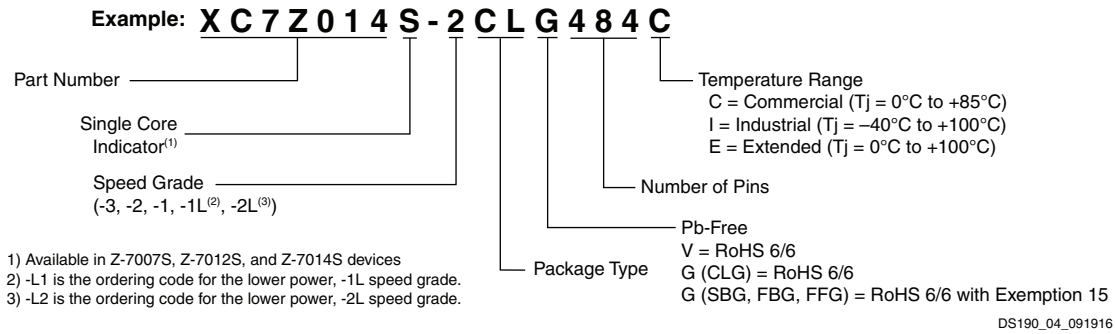 Example: XC7Z014S-2CLG484C
Part Number
Single Core
Indicator(1)
Speed Grade
(-3, -2, -1, -1L(2), -2L(3))
Temperature Range
C = Commercial (Tj = 0°C to +85°C)
I = Industrial (Tj = –40°C to +100°C)
E = Extended (Tj = 0°C to +100°C)
Number of Pins
Pb-Free
V = RoHS 6/6
G (CLG) = RoHS 6/6
G (SBG, FBG, FFG) = RoHS 6/6 with Exemption 15
Package Type
1) Available in Z-7007S, Z-7012S, and Z-7014S devices
2) -L1 is the ordering code for the lower power, -1L speed grade.
3) -L2 is the ordering code for the lower power, -2L speed grade.
DS190_04_091916